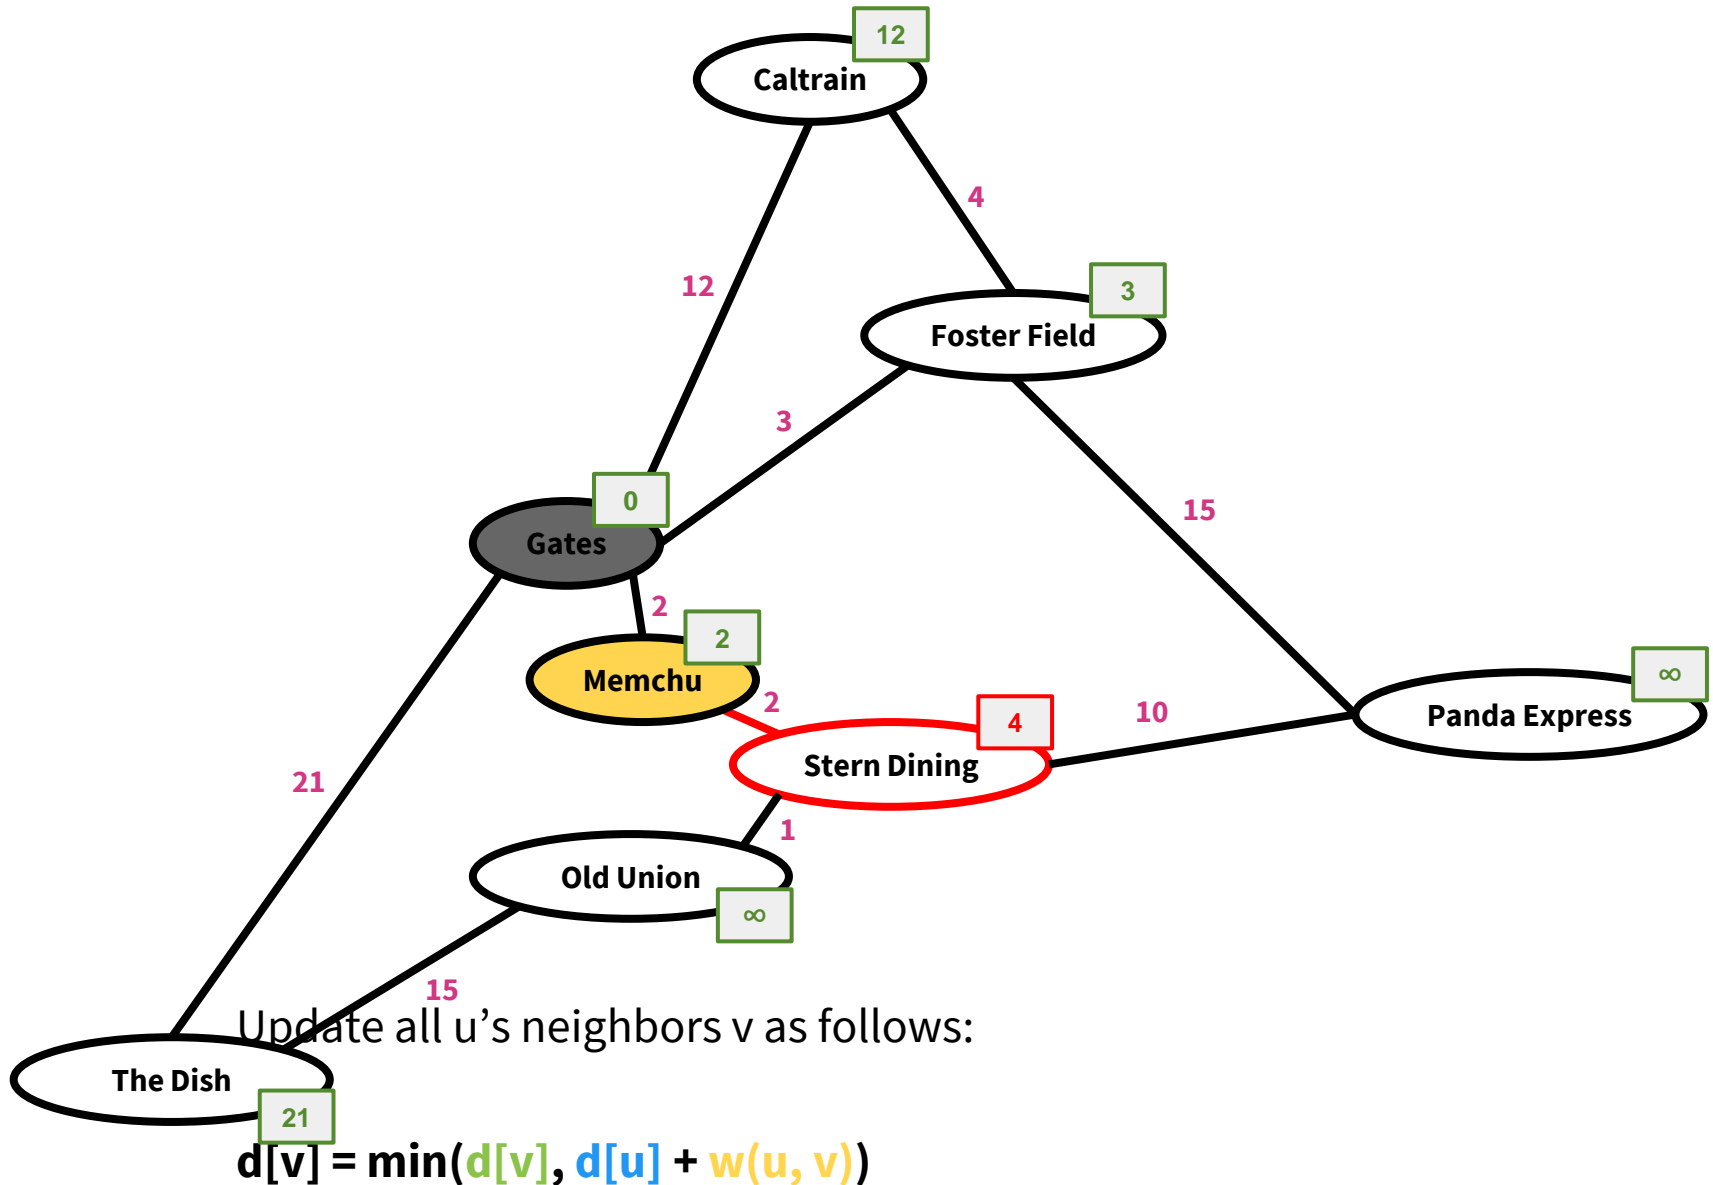 12
Caltrain
4
12
3
Foster Field
3
0
15
Gates
2
2
Memchu
∞
2
4
10
Panda Express
Stern Dining
21
1
Old Union
∞
15
Update all u’s neighbors v as follows:
The Dish
21
d[v] = min(d[v], d[u] + w(u, v))